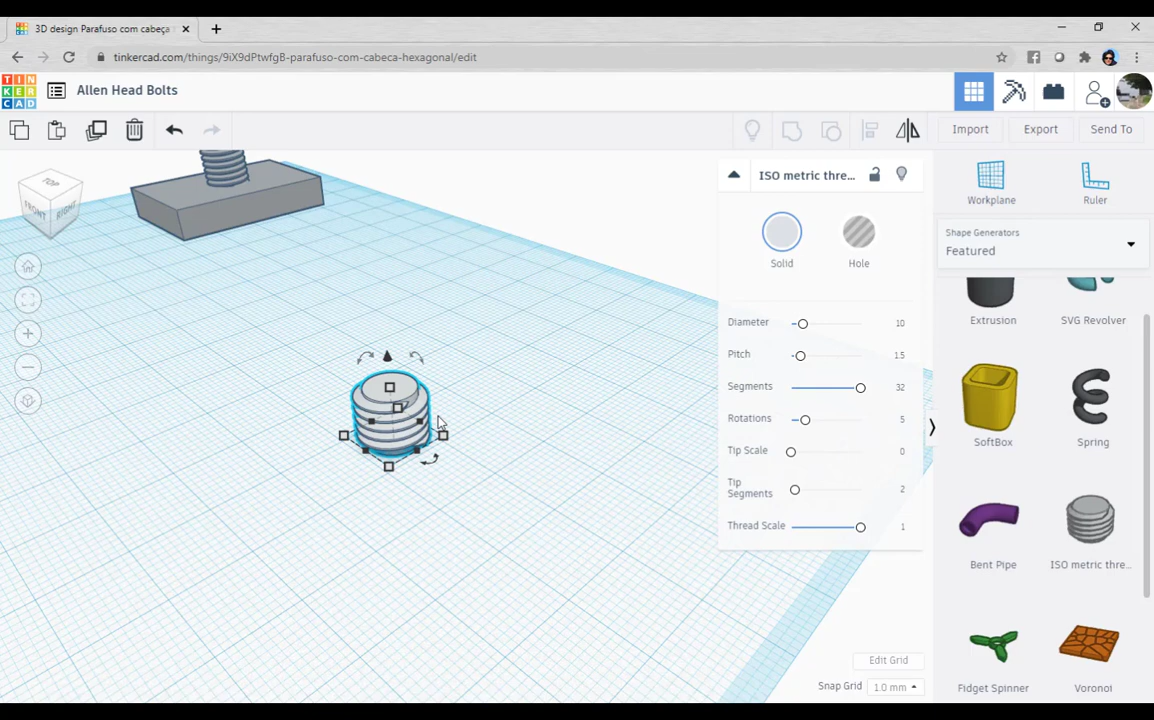 3D design Parafuso com cabeça
tinkercad.com/things/9iX9dPtwfgB-parafuso-com-cabeca-hexagonal/edit
TIN
KER
CAD
Allen Head Bolts
Import
Export
Send To
TOP
FRONT
RIGHT
ISO metric thre...
Solid
Hole
Diameter 10
Pitch 1.5
Segments 32
Rotations 5
Tip Scale 0
Tip
Segments 2
Thread Scale 1
Workplane
Ruler
Shape Generators
Featured
Extrusion
SVG Revolver
SoftBox
Spring
Bent Pipe
ISO metric thre...
Fidget Spinner
Voronoi
Edit Grid
Snap Grid 1.0 mm